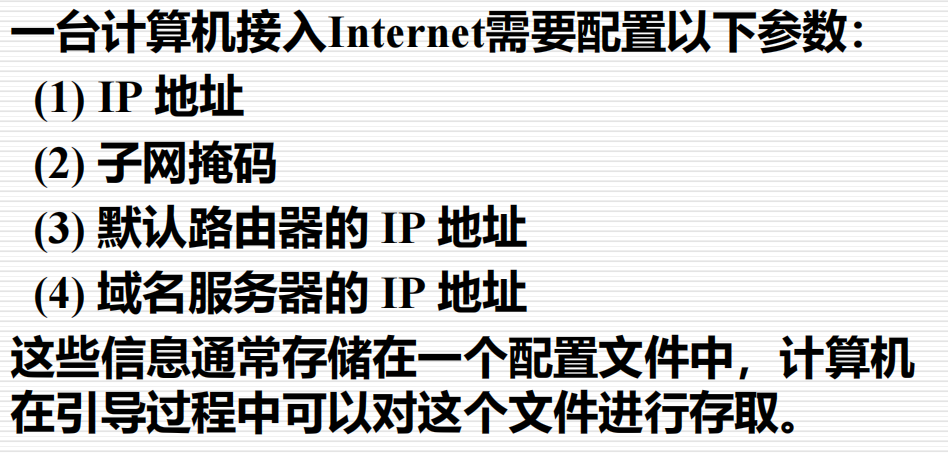 一台计算机接入Internet需要配置以下参数：
(1) IP 地址
(2) 子网掩码
(3) 默认路由器的 IP 地址
(4) 域名服务器的 IP 地址
这些信息通常存储在一个配置文件中，计算机
在引导过程中可以对这个文件进行存取。